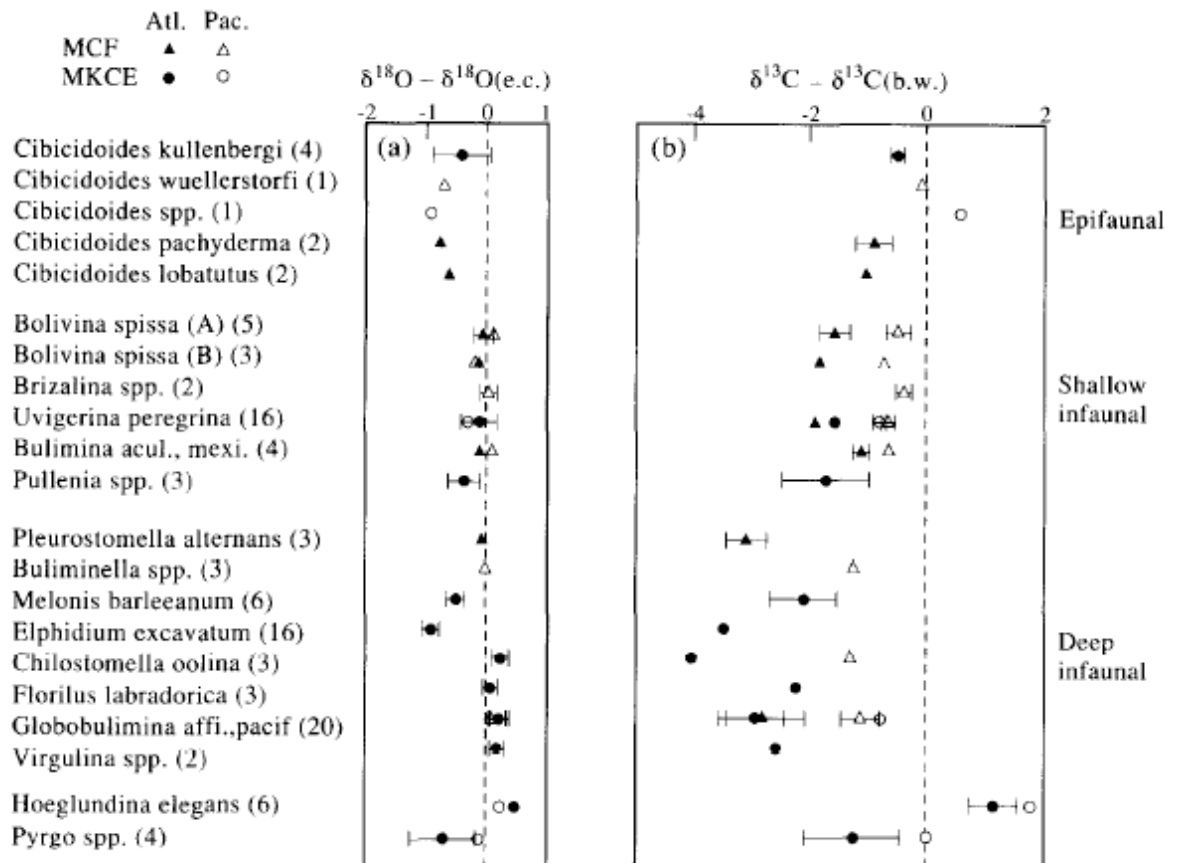 Atl. Pac.
MCF ▲ △
MKCE ● ○
δ¹⁸O – δ¹⁸O(e.c.)
δ¹³C – δ¹³C(b.w.)
-2 -1 0 1
-4 -2 0 2
(a)
(b)
Cibicidoides kullenbergi (4)
Cibicidoides wuellerstorfi (1)
Cibicidoides spp. (1)
Cibicidoides pachyderma (2)
Cibicidoides lobatutus (2)
Epifaunal
Bolivina spissa (A) (5)
Bolivina spissa (B) (3)
Brizalina spp. (2)
Uvigerina peregrina (16)
Bulimina acul., mexi. (4)
Pullenia spp. (3)
Shallow
infaunal
Pleurostomella alternans (3)
Buliminella spp. (3)
Melonis barleeanum (6)
Elphidium excavatum (16)
Chilostomella oolina (3)
Florilus labradorica (3)
Globobulimina affi.,pacif (20)
Virgulina spp. (2)
Deep
infaunal
Hoeglundina elegans (6)
Pyrgo spp. (4)